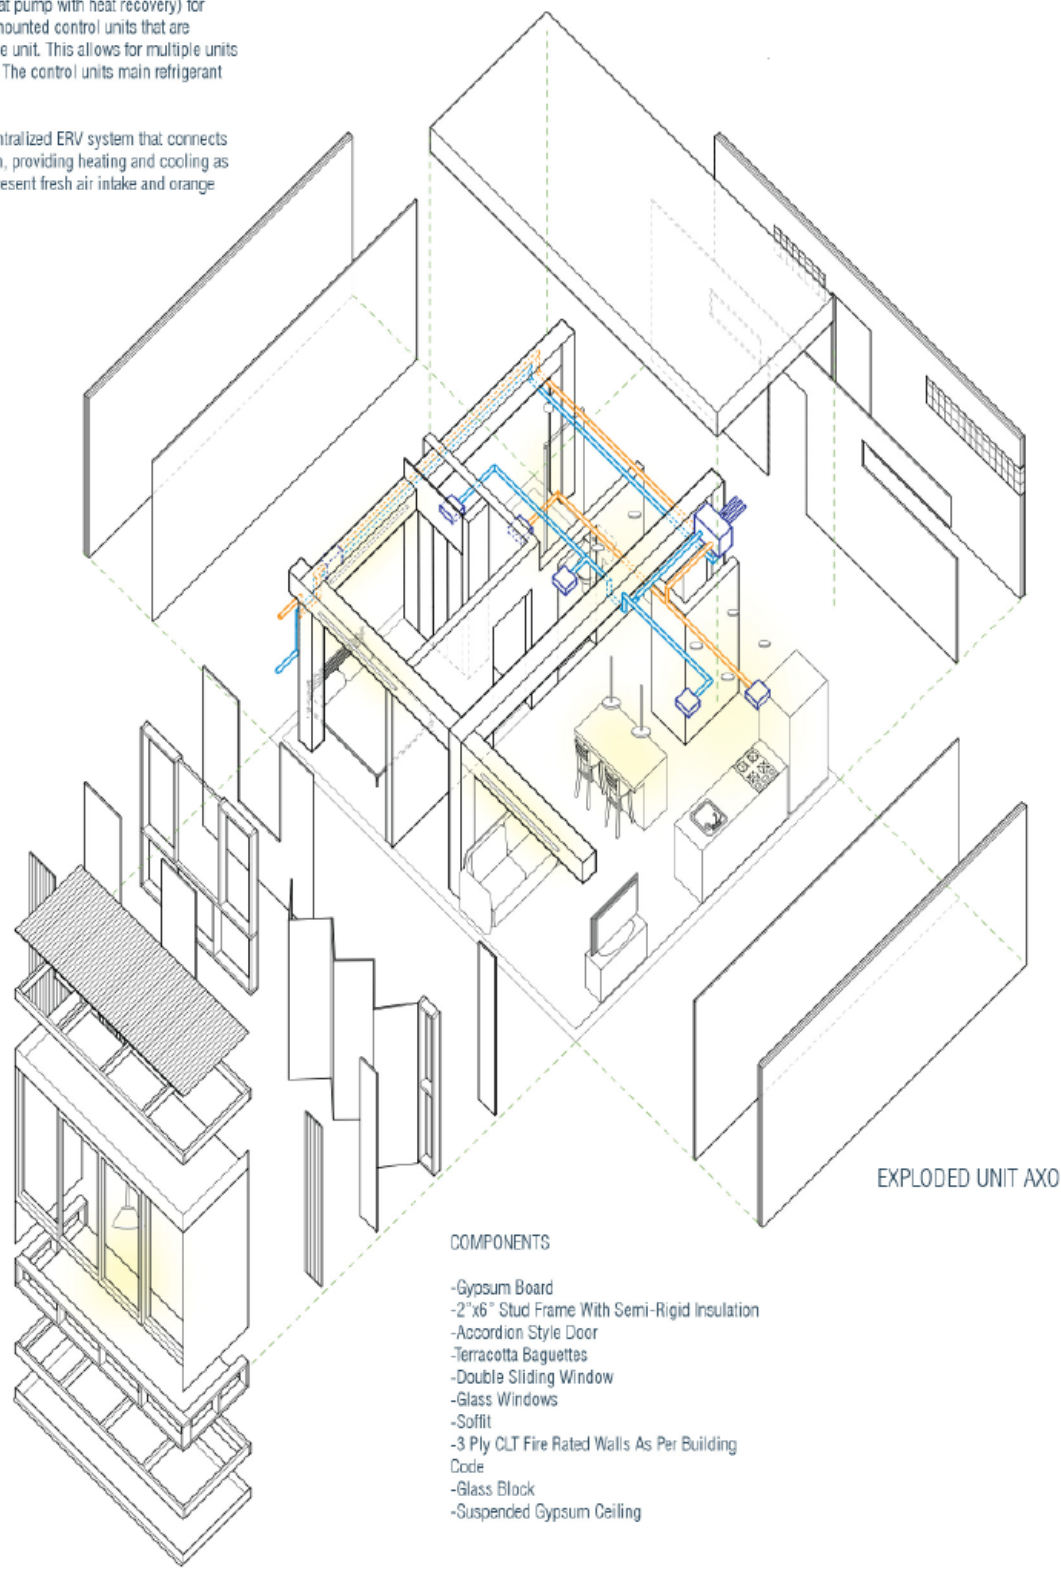 at pump with heat recovery) for
nounted control units that are
e unit. This allows for multiple units
The control units main refrigerant
ntralized ERV system that connects
n, providing heating and cooling as
resent fresh air intake and orange
EXPLODED UNIT AXO
COMPONENTS
-Gypsum Board
-2"x6" Stud Frame With Semi-Rigid Insulation
-Accordion Style Door
-Terracotta Baguettes
-Double Sliding Window
-Glass Windows
-Soffit
-3 Ply CLT Fire Rated Walls As Per Building
Code
-Glass Block
-Suspended Gypsum Ceiling